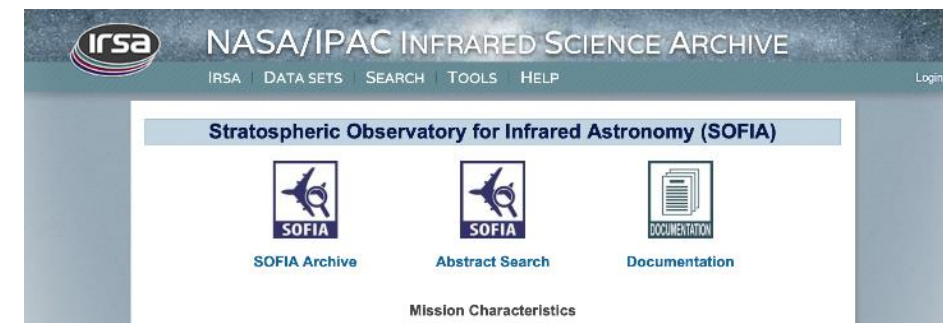 irsa
NASA/IPAC INFRARED SCIENCE ARCHIVE
IRSA DATA SETS SEARCH TOOLS HELP
Login
Stratospheric Observatory for Infrared Astronomy (SOFIA)
SOFIA SOFIA DOCUMENTATION
SOFIA Archive Abstract Search Documentation
Mission Characteristics